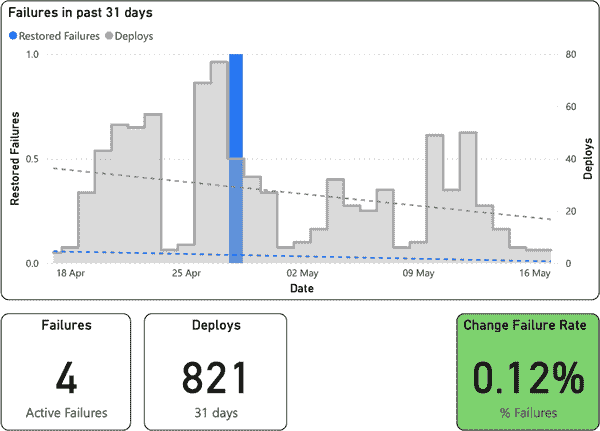 Failures in past 31 days
Restored Failures Deploys
1.0
0.5
0.0
Restored Failures
80
60
40
20
0
Deploys
18 Apr 25 Apr 02 May 09 May 16 May
Date
Failures
4
Active Failures
Deploys
821
31 days
Change Failure Rate
0.12%
% Failures